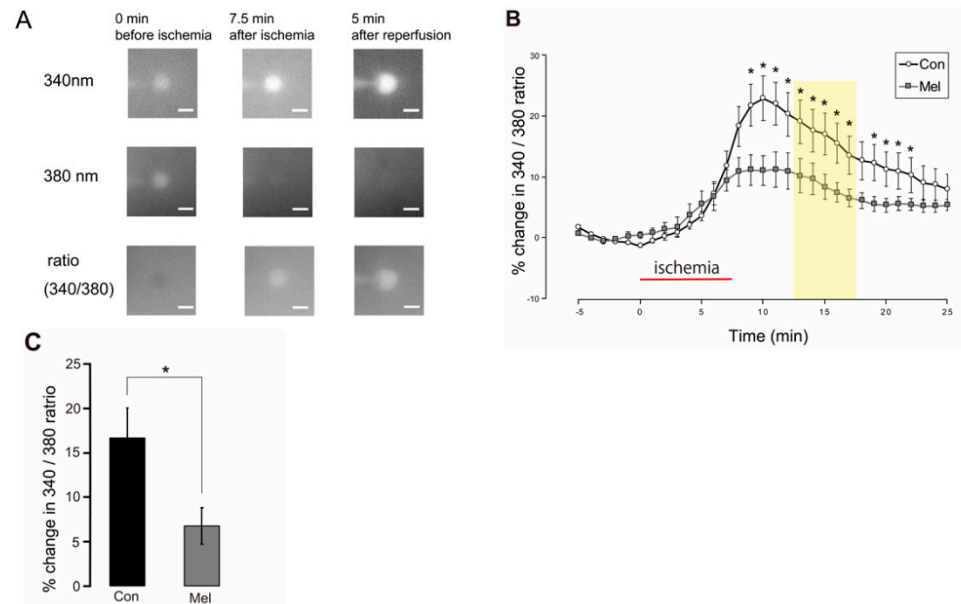 A
0 min
before ischemia
7.5 min
after ischemia
5 min
after reperfusion
340nm
380 nm
ratio
(340/380)
B
% change in 340 / 380 ratrio
30
20
10
0
-10
* * * * * * * * * * * * *
Con
Mel
ischemia
-5 0 5 10 15 20 25
Time (min)
C
% change in 340 / 380 ratrio
25
20
15
10
5
0
*
Con Mel